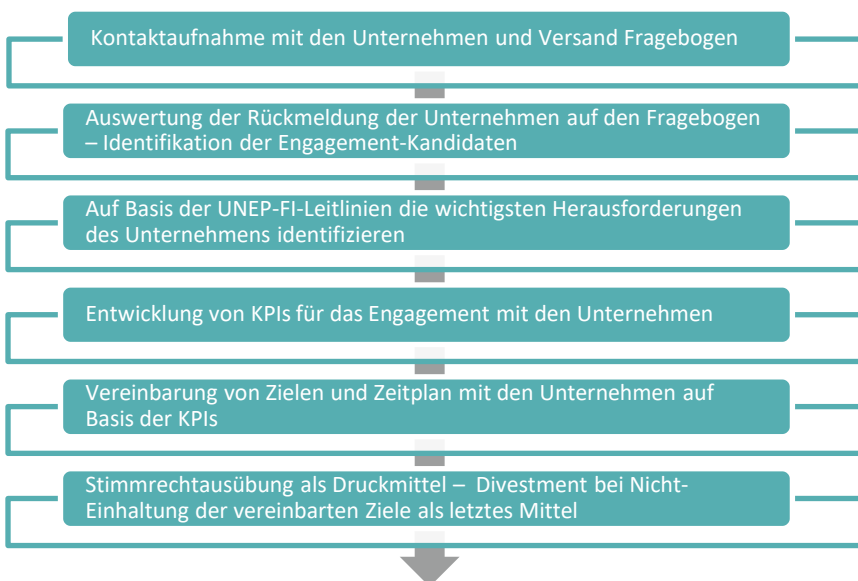 Kontaktaufnahme mit den Unternehmen und Versand Fragebogen
Auswertung der Rückmeldung der Unternehmen auf den Fragebogen
– Identifikation der Engagement-Kandidaten
Auf Basis der UNEP-FI-Leitlinien die wichtigsten Herausforderungen
des Unternehmens identifizieren
Entwicklung von KPIs für das Engagement mit den Unternehmen
Vereinbarung von Zielen und Zeitplan mit den Unternehmen auf
Basis der KPIs
Stimmrechtausübung als Druckmittel – Divestment bei Nicht-
Einhaltung der vereinbarten Ziele als letztes Mittel